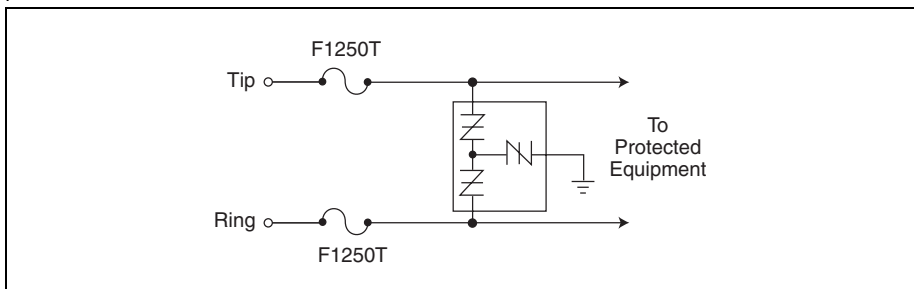 F1250T
Tip
To
Protected
Equipment
Ring
F1250T